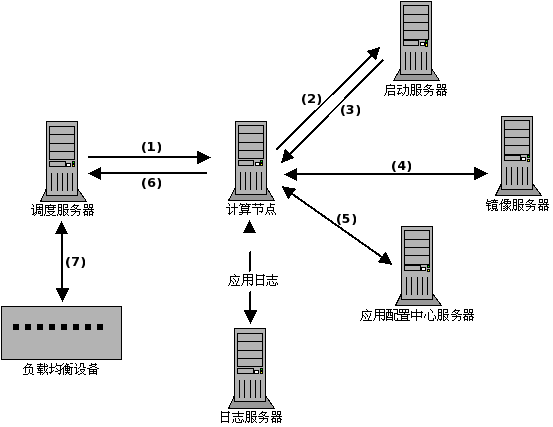 启动服务器
(2)
(3)
(1)
(4)
(6)
调度服务器
计算节点
镜像服务器
(5)
(7)
应用日志
应用配置中心服务器
负载均衡设备
日志服务器